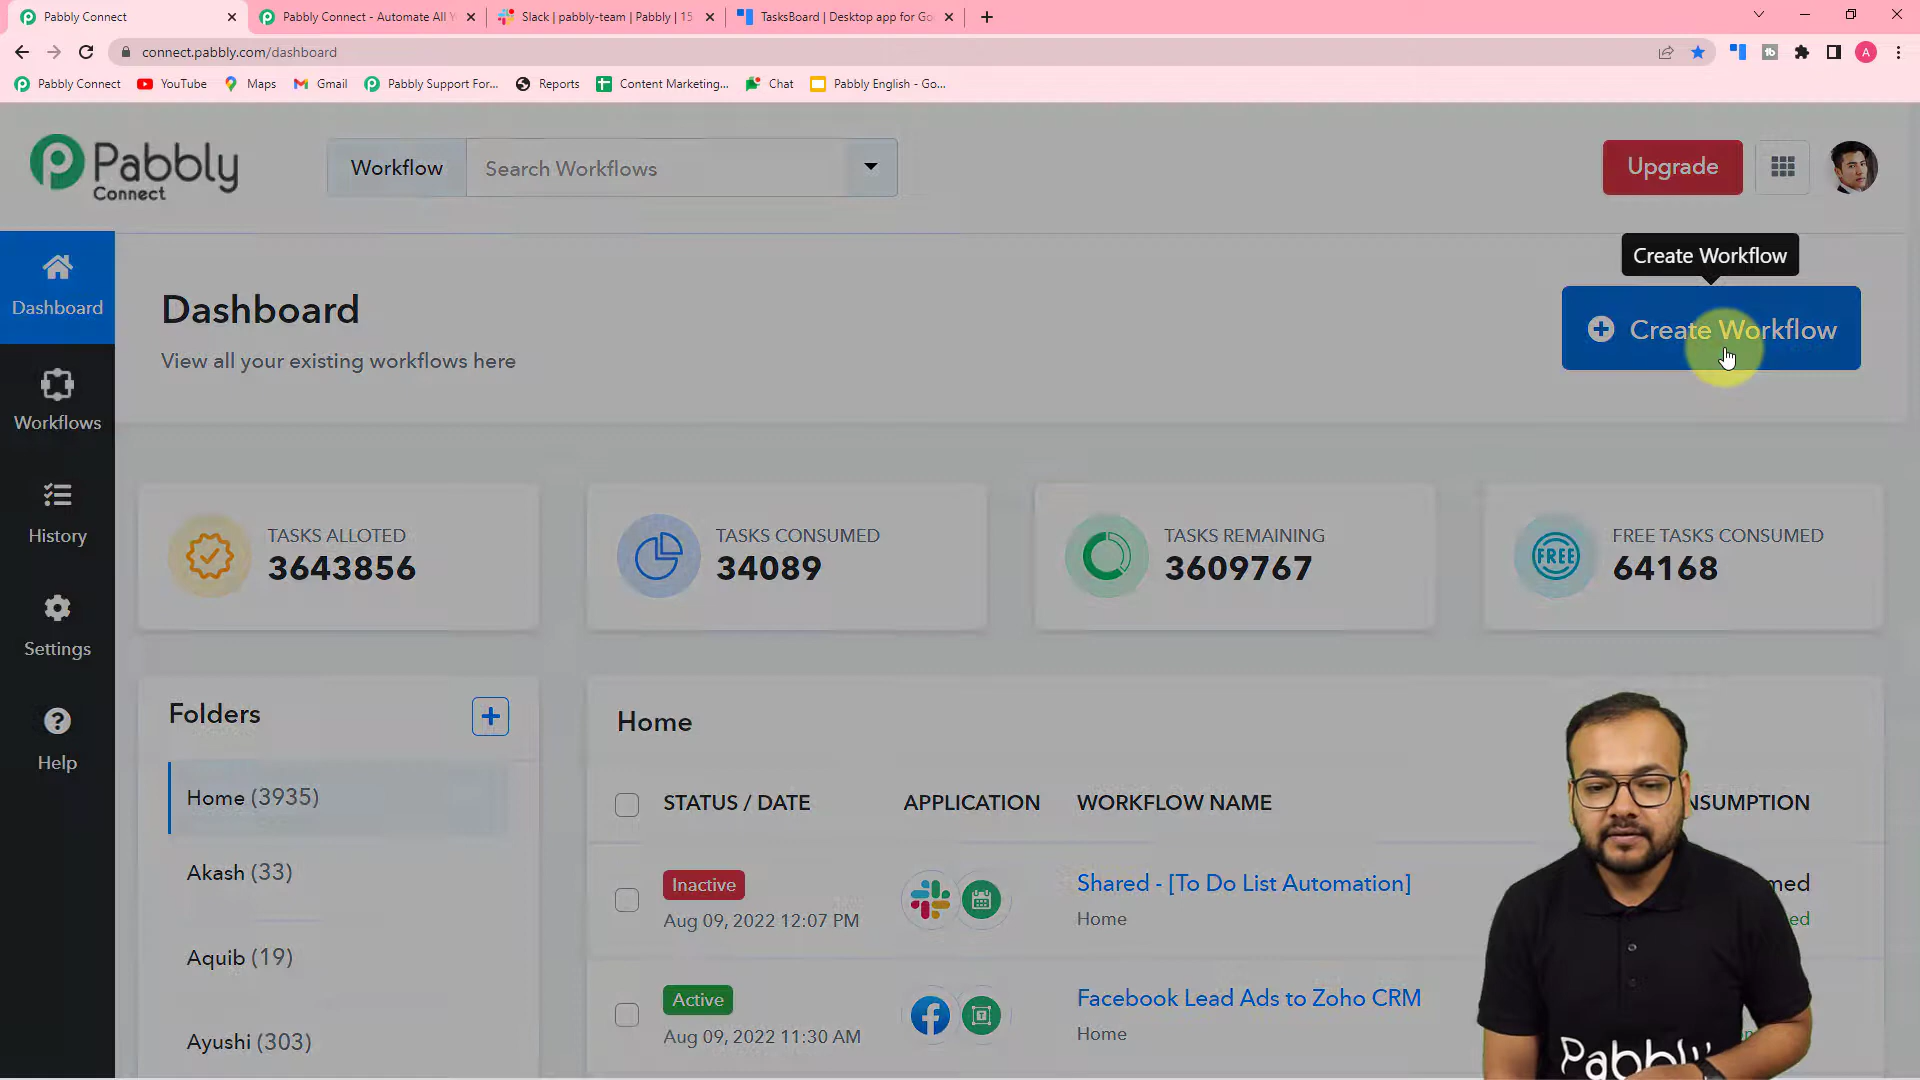 Pabbly Connect
Pabbly Connect - Automate All Y
Slack | pabbly-team | Pabbly | 15
TasksBoard | Desktop app for Go
connect.pabbly.com/dashboard
A
Pabbly Connect
YouTube
Maps
Gmail
Pabbly Support For...
Reports
Content Marketing...
Chat
Pabbly English - Go...
Pabbly
Connect
Workflow
Search Workflows
Upgrade
Create Workflow
Dashboard
Dashboard
View all your existing workflows here
Create Workflow
Workflows
History
Settings
Help
TASKS ALLOTED
3643856
TASKS CONSUMED
34089
TASKS REMAINING
3609767
FREE
FREE TASKS CONSUMED
64168
Folders
Home (3935)
Akash (33)
Aquib (19)
Ayushi (303)
Home
STATUS / DATE
APPLICATION
WORKFLOW NAME
NSUMPTION
Inactive
Aug 09, 2022 12:07 PM
Shared - [To Do List Automation]
Home
med
ed
Active
Aug 09, 2022 11:30 AM
Facebook Lead Ads to Zoho CRM
Home
Pabbly